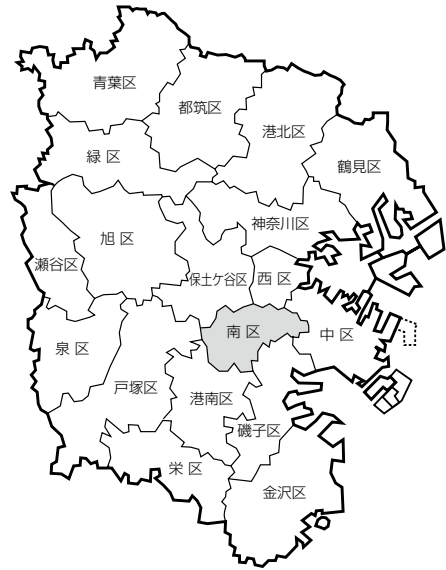 青葉区
都筑区
港北区
緑 区
鶴見区
神奈川区
旭 区
瀬谷区
保土ケ谷区
西 区
南 区
中 区
泉 区
戸塚区
港南区
磯子区
栄 区
金沢区